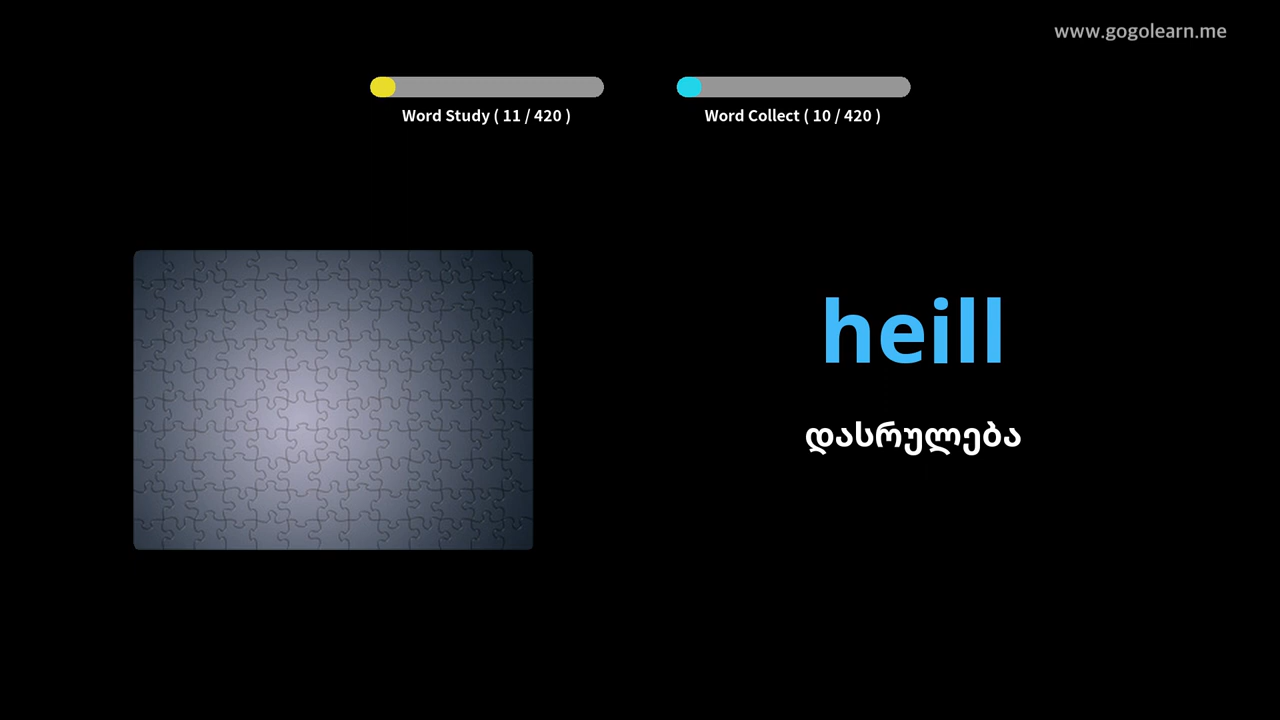 www.gogolearn.me
Word Study ( 11 / 420 )
Word Collect ( 10 / 420 )
heill
დასრულება